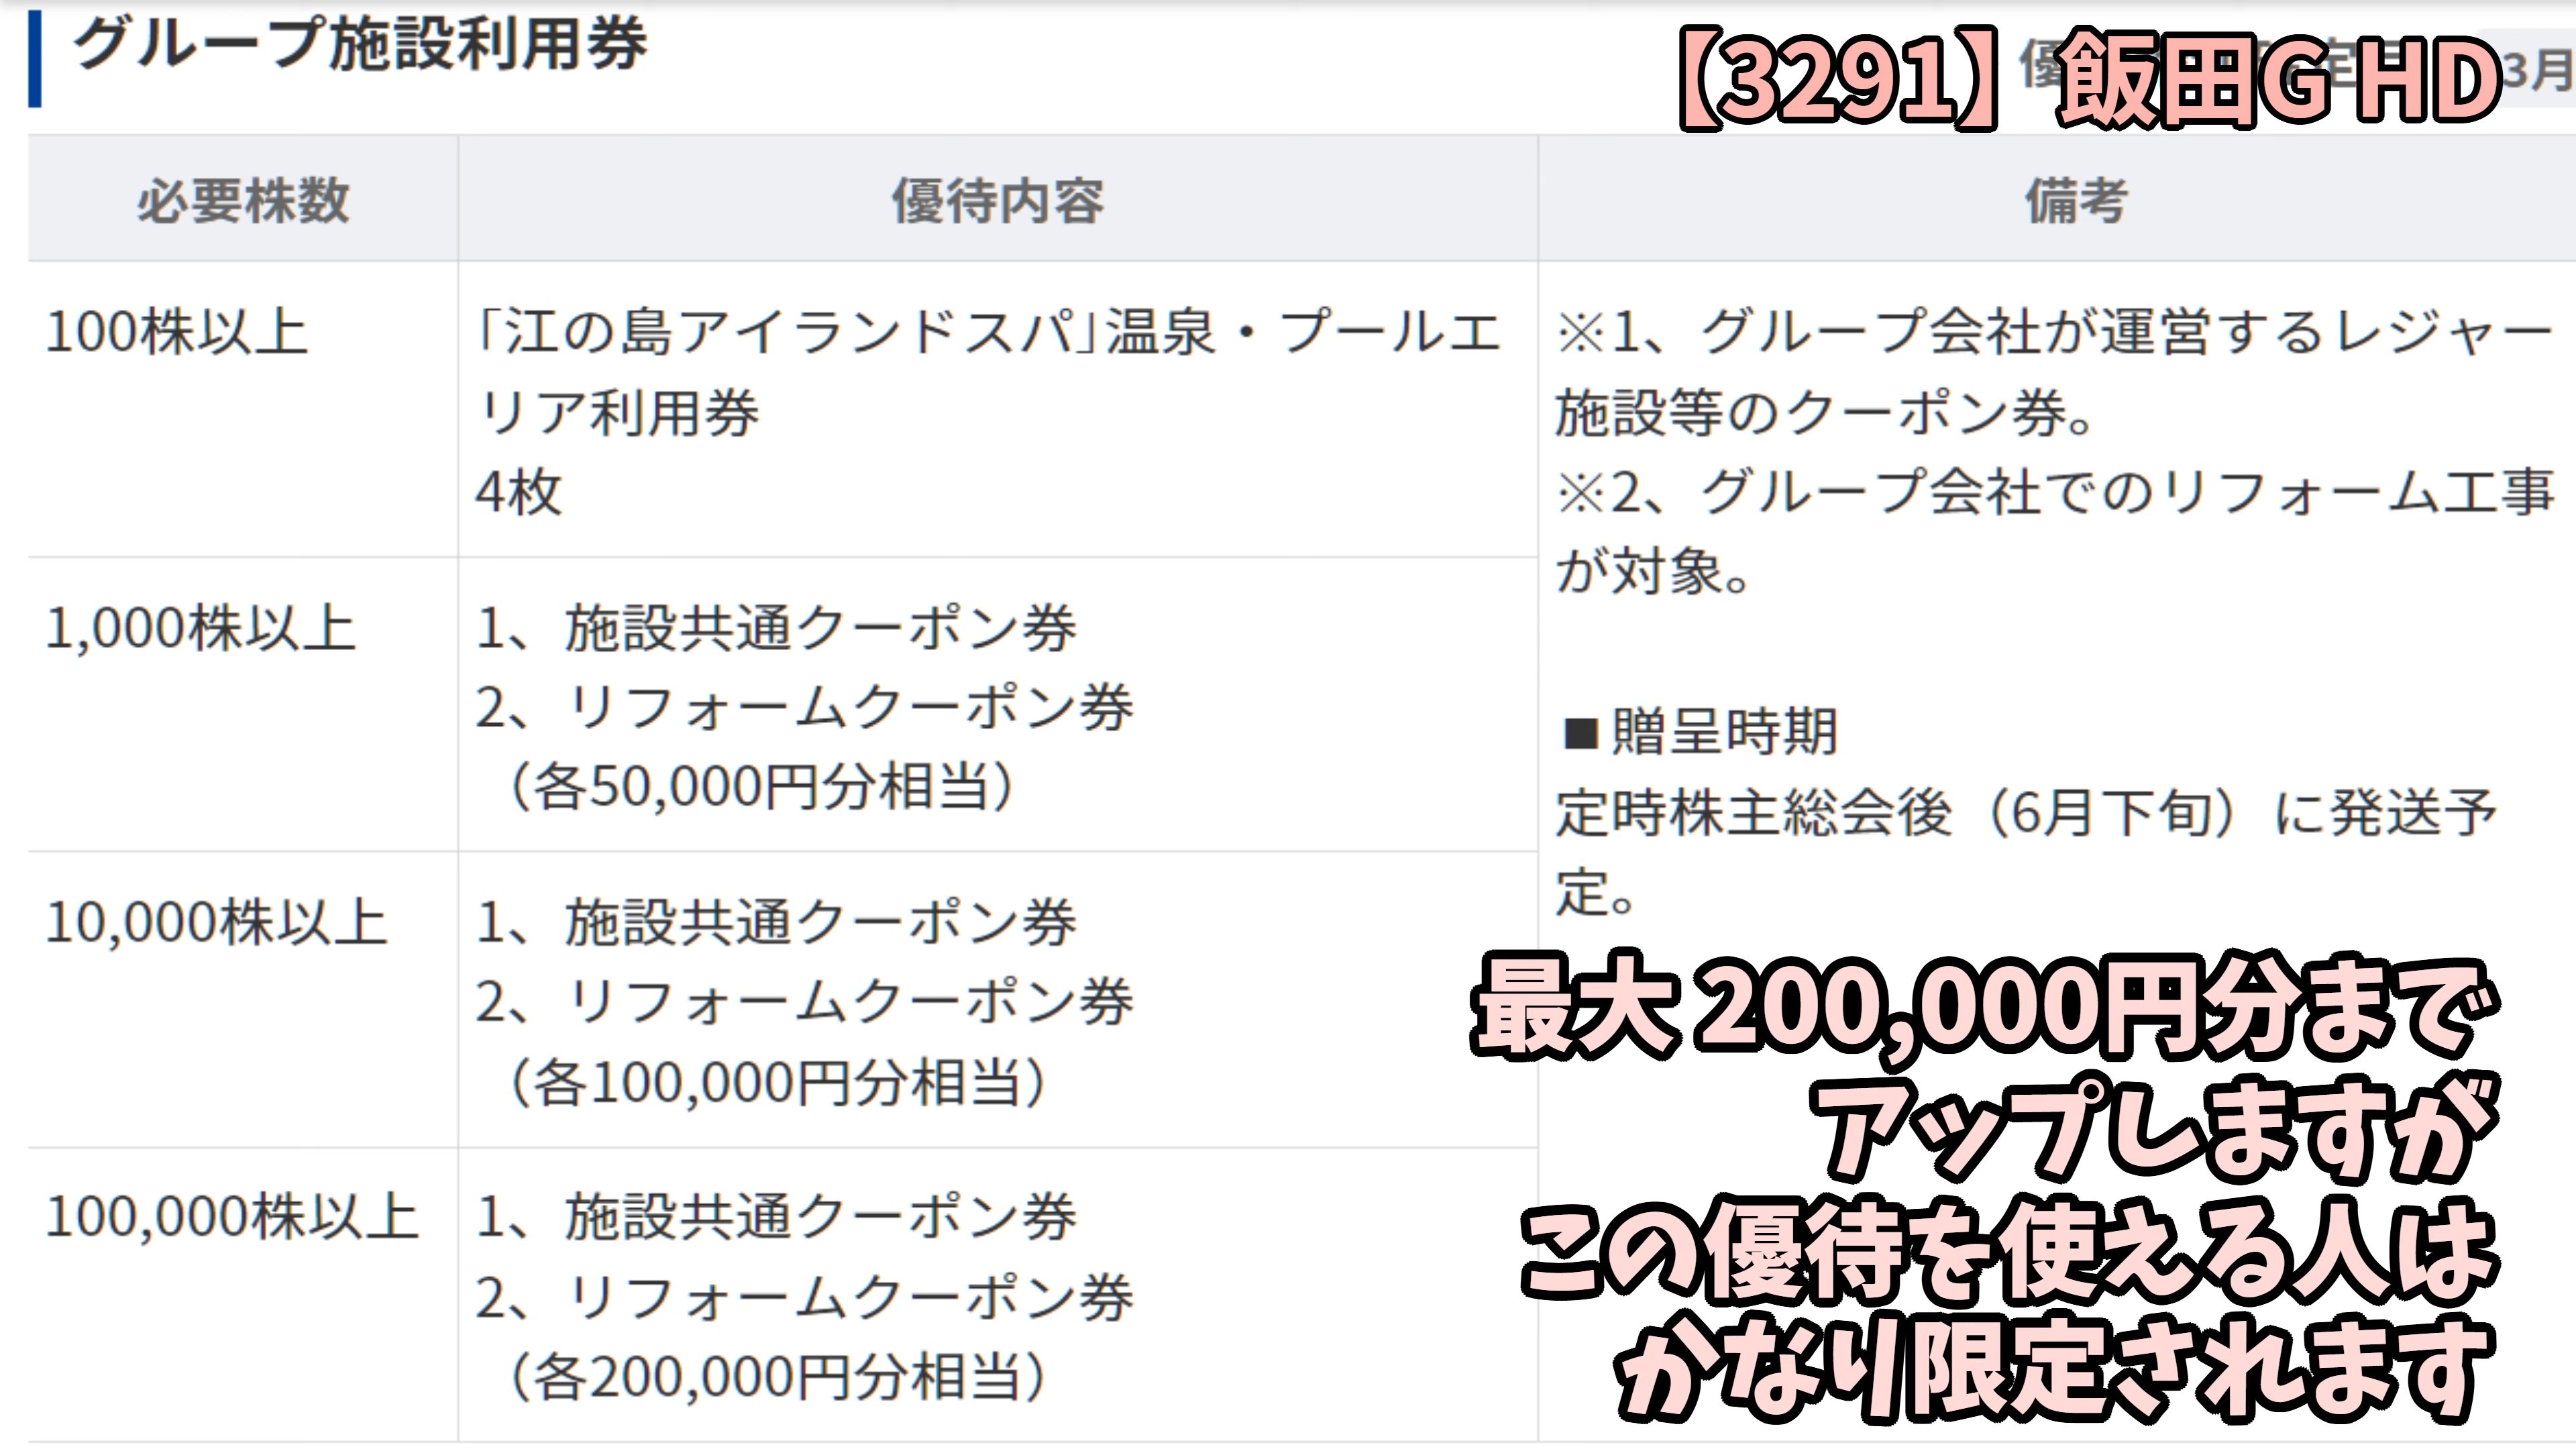 グループ施設利用券
【3291】飯田G HD
3月
必要株数
優待内容
備考
100株以上
「江の島アイランドスパ」温泉・プールエ
リア利用券
4枚
1,000株以上
1、施設共通クーポン券
2、リフォームクーポン券
（各50,000円分相当）
10,000株以上
1、施設共通クーポン券
2、リフォームクーポン券
（各100,000円分相当）
100,000株以上
1、施設共通クーポン券
2、リフォームクーポン券
（各200,000円分相当）
※1、グループ会社が運営するレジャー
施設等のクーポン券。
※2、グループ会社でのリフォーム工事
が対象。
■贈呈時期
定時株主総会後（6月下旬）に発送予
定。
最大 200,000円分まで
アップしますが
この優待を使える人は
かなり限定されます